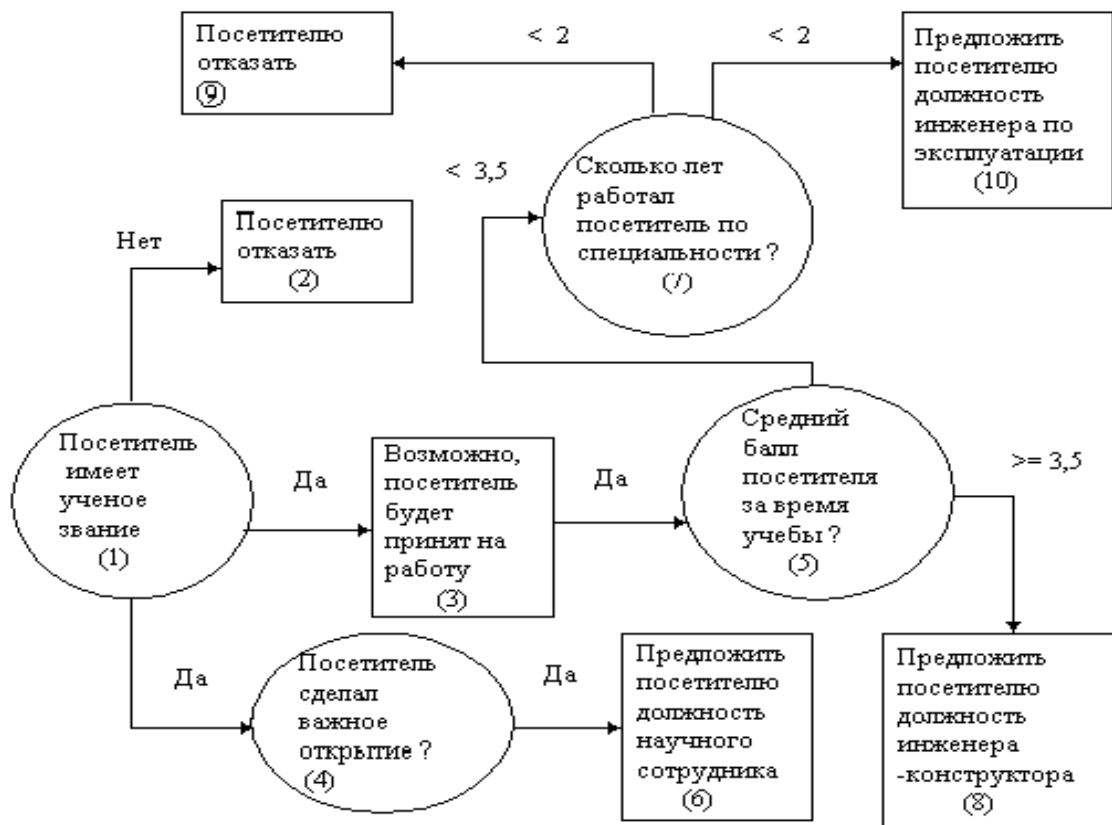 Посетителю
отказать
(9)
< 2
< 2
Предложить
посетителю
должность
инженера по
эксплуатации
(10)
< 3,5
Сколько лет
работал
посетитель по
специальности ?
(7)
Нет
Посетителю
отказать
(2)
Посетитель
имеет
ученое
звание
(1)
Да
Возможно,
посетитель
будет
принят на
работу
(3)
Да
Средний
балл
посетителя
за время
учебы ?
(5)
>= 3,5
Да
Посетитель
сделал
важное
открытие ?
(4)
Да
Предложить
посетителю
должность
научного
сотрудника
(6)
Предложить
посетителю
должность
инженера
-конструктора
(8)